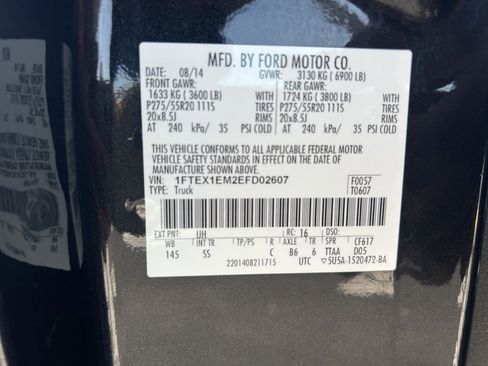 MFD. BY FORD MOTOR CO.
DATE: 08/14 GVWR: 3130 KG ( 6900 LB)
FRONT GAWR: REAR GAWR:
1633 KG ( 3600 LB) 1724 KG ( 3800 LB)
P275/55R20 111S TIRES P275/55R20 111S TIRES
20x8.5J RIMS 20x8.5J RIMS
AT 240 kPa/ 35 PSI COLD AT 240 kPa/ 35 PSI COLD
THIS VEHICLE CONFORMS TO ALL APPLICABLE FEDERAL MOTOR
VEHICLE SAFETY STANDARDS IN EFFECT ON THE DATE OF MANUFACTURE
SHOWN ABOVE.
VIN: 1FTEX1EM2EFD02607 F0057
TYPE: Truck T0607
EXT PNT: UH RC: 16 DSO:
WB INT TR TP/PS R AXLE TR SPR CF617
145 SS C B6 6 TTAA D05
2201408211715 UTC ▽5U5A-1520472-BA